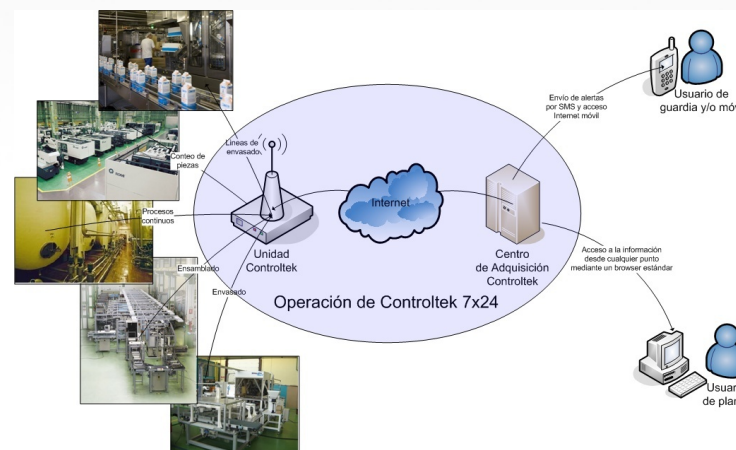 Líneas de
envasado
Conteo de
piezas
Procesos
continuos
Ensamblado
Envasado
Unidad
Controltek
Internet
Centro
de Adquisición
Controltek
Operación de Controltek 7x24
Envío de alertas
por SMS y acceso
Internet móvil
Usuario de
guardia y/o móv
Acceso a la información
desde cualquier punto
mediante un browser estándar
Usuar
de plan